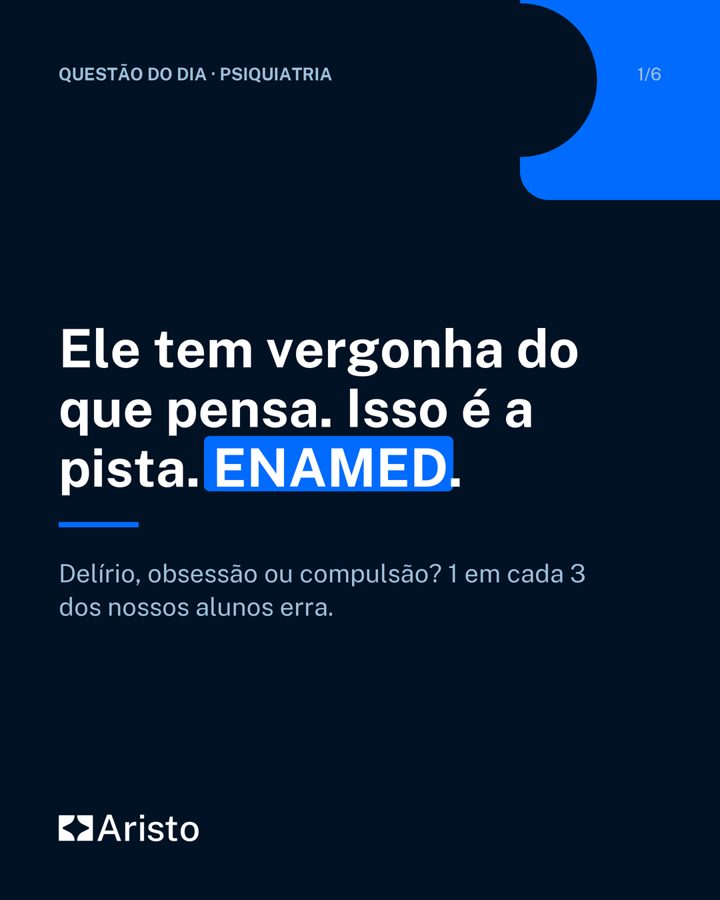 QUESTÃO DO DIA · PSIQUIATRIA
1/6
Ele tem vergonha do
que pensa. Isso é a
pista. ENAMED.
Delírio, obsessão ou compulsão? 1 em cada 3
dos nossos alunos erra.
Aristo